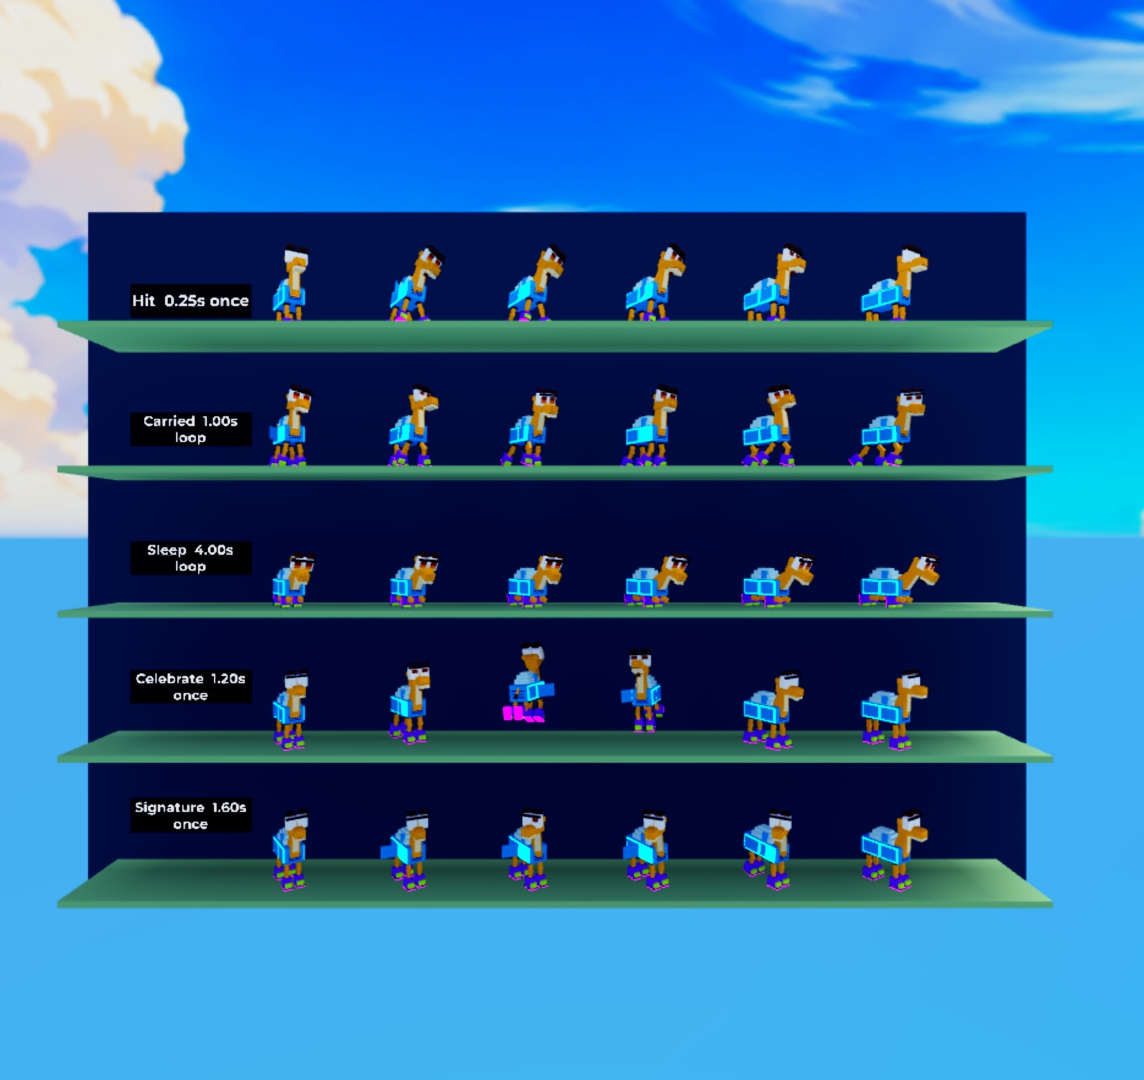 Hit 0.25s once
Carried 1.00s
loop
Sleep 4.00s
loop
Celebrate 1.20s
once
Signature 1.60s
once